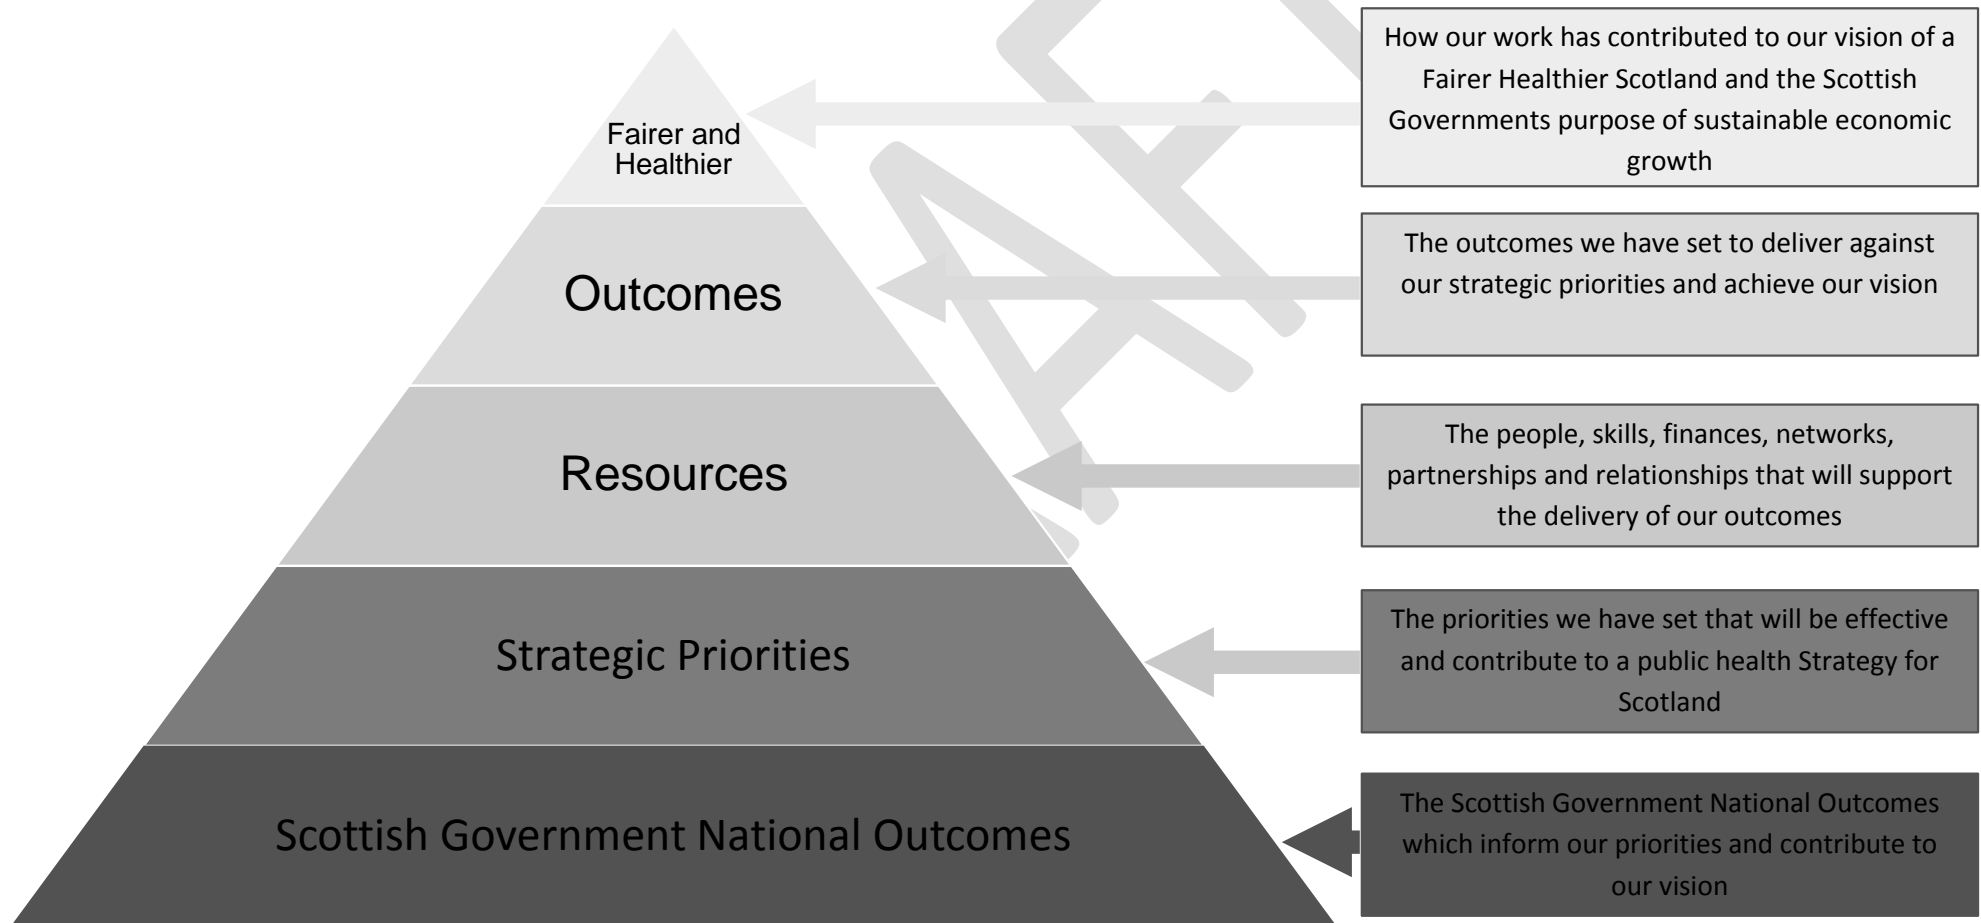 Fairer and
Healthier
How our work has contributed to our vision of a
Fairer Healthier Scotland and the Scottish
Governments purpose of sustainable economic
growth
Outcomes
The outcomes we have set to deliver against
our strategic priorities and achieve our vision
Resources
The people, skills, finances, networks,
partnerships and relationships that will support
the delivery of our outcomes
Strategic Priorities
The priorities we have set that will be effective
and contribute to a public health Strategy for
Scotland
Scottish Government National Outcomes
The Scottish Government National Outcomes
which inform our priorities and contribute to
our vision